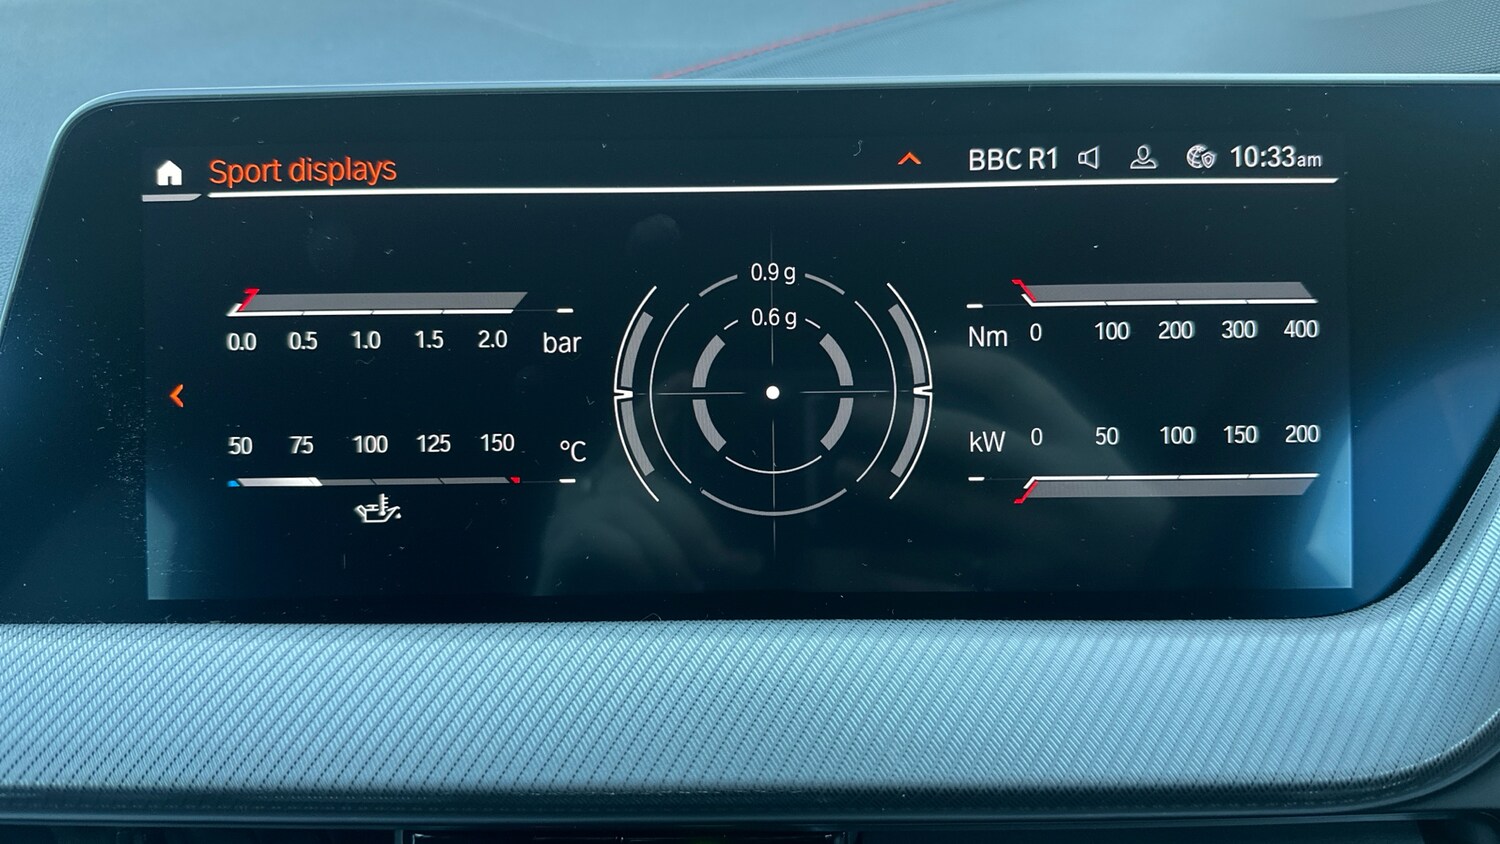 Sport displays
BBC R1 10:33am
0.0 0.5 1.0 1.5 2.0 bar
50 75 100 125 150 °C
0.9 g
0.6 g
Nm 0 100 200 300 400
kW 0 50 100 150 200